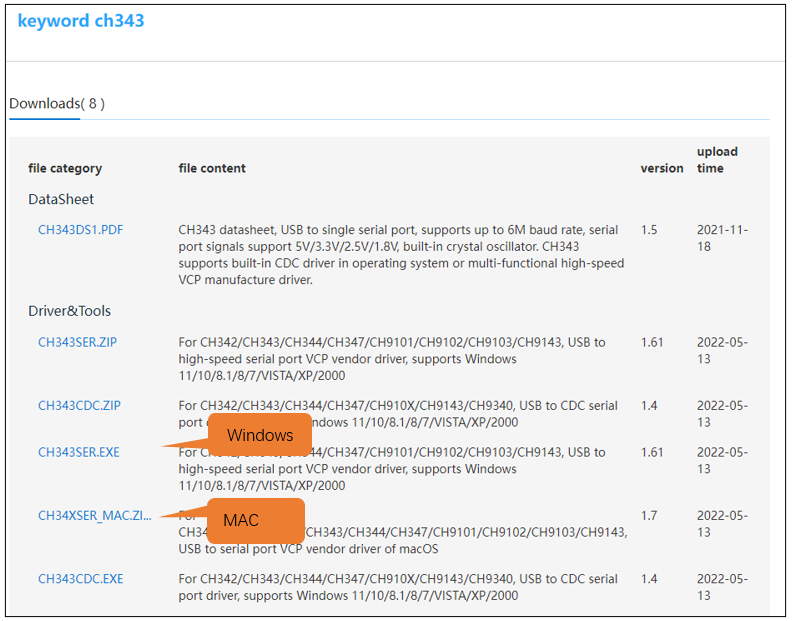 keyword ch343
Downloads( 8 )
file category file content version upload time
DataSheet
CH343DS1.PDF CH343 datasheet, USB to single serial port, supports up to 6M baud rate, serial 1.5 2021-11-
port signals support 5V/3.3V/2.5V/1.8V, built-in crystal oscillator. CH343 18
supports built-in CDC driver in operating system or multi-functional high-speed
VCP manufacture driver.
Driver&Tools
CH343SER.ZIP For CH342/CH343/CH344/CH347/CH9101/CH9102/CH9103/CH9143, USB to 1.61 2022-05-
high-speed serial port VCP vendor driver, supports Windows 13
11/10/8.1/8/7/VISTA/XP/2000
CH343CDC.ZIP For CH342/CH343/CH344/CH347/CH910X/CH9143/CH9340, USB to CDC serial 1.4 2022-05-
port ndows 11/10/8.1/8/7/VISTA/XP/2000 13
Windows
CH343SER.EXE For CH344/CH347/CH9101/CH9102/CH9103/CH9143, USB to 1.61 2022-05-
high-speed serial port VCP vendor driver, supports Windows 13
11/10/8.1/8/7/VISTA/XP/2000
CH34XSER_MAC.ZI... For 1.7 2022-05-
MAC
CH34 /CH343/CH344/CH347/CH9101/CH9102/CH9103/CH9143, 13
USB to serial port VCP vendor driver of macOS
CH343CDC.EXE For CH342/CH343/CH344/CH347/CH910X/CH9143/CH9340, USB to CDC serial 1.4 2022-05-
port driver, supports Windows 11/10/8.1/8/7/VISTA/XP/2000 13